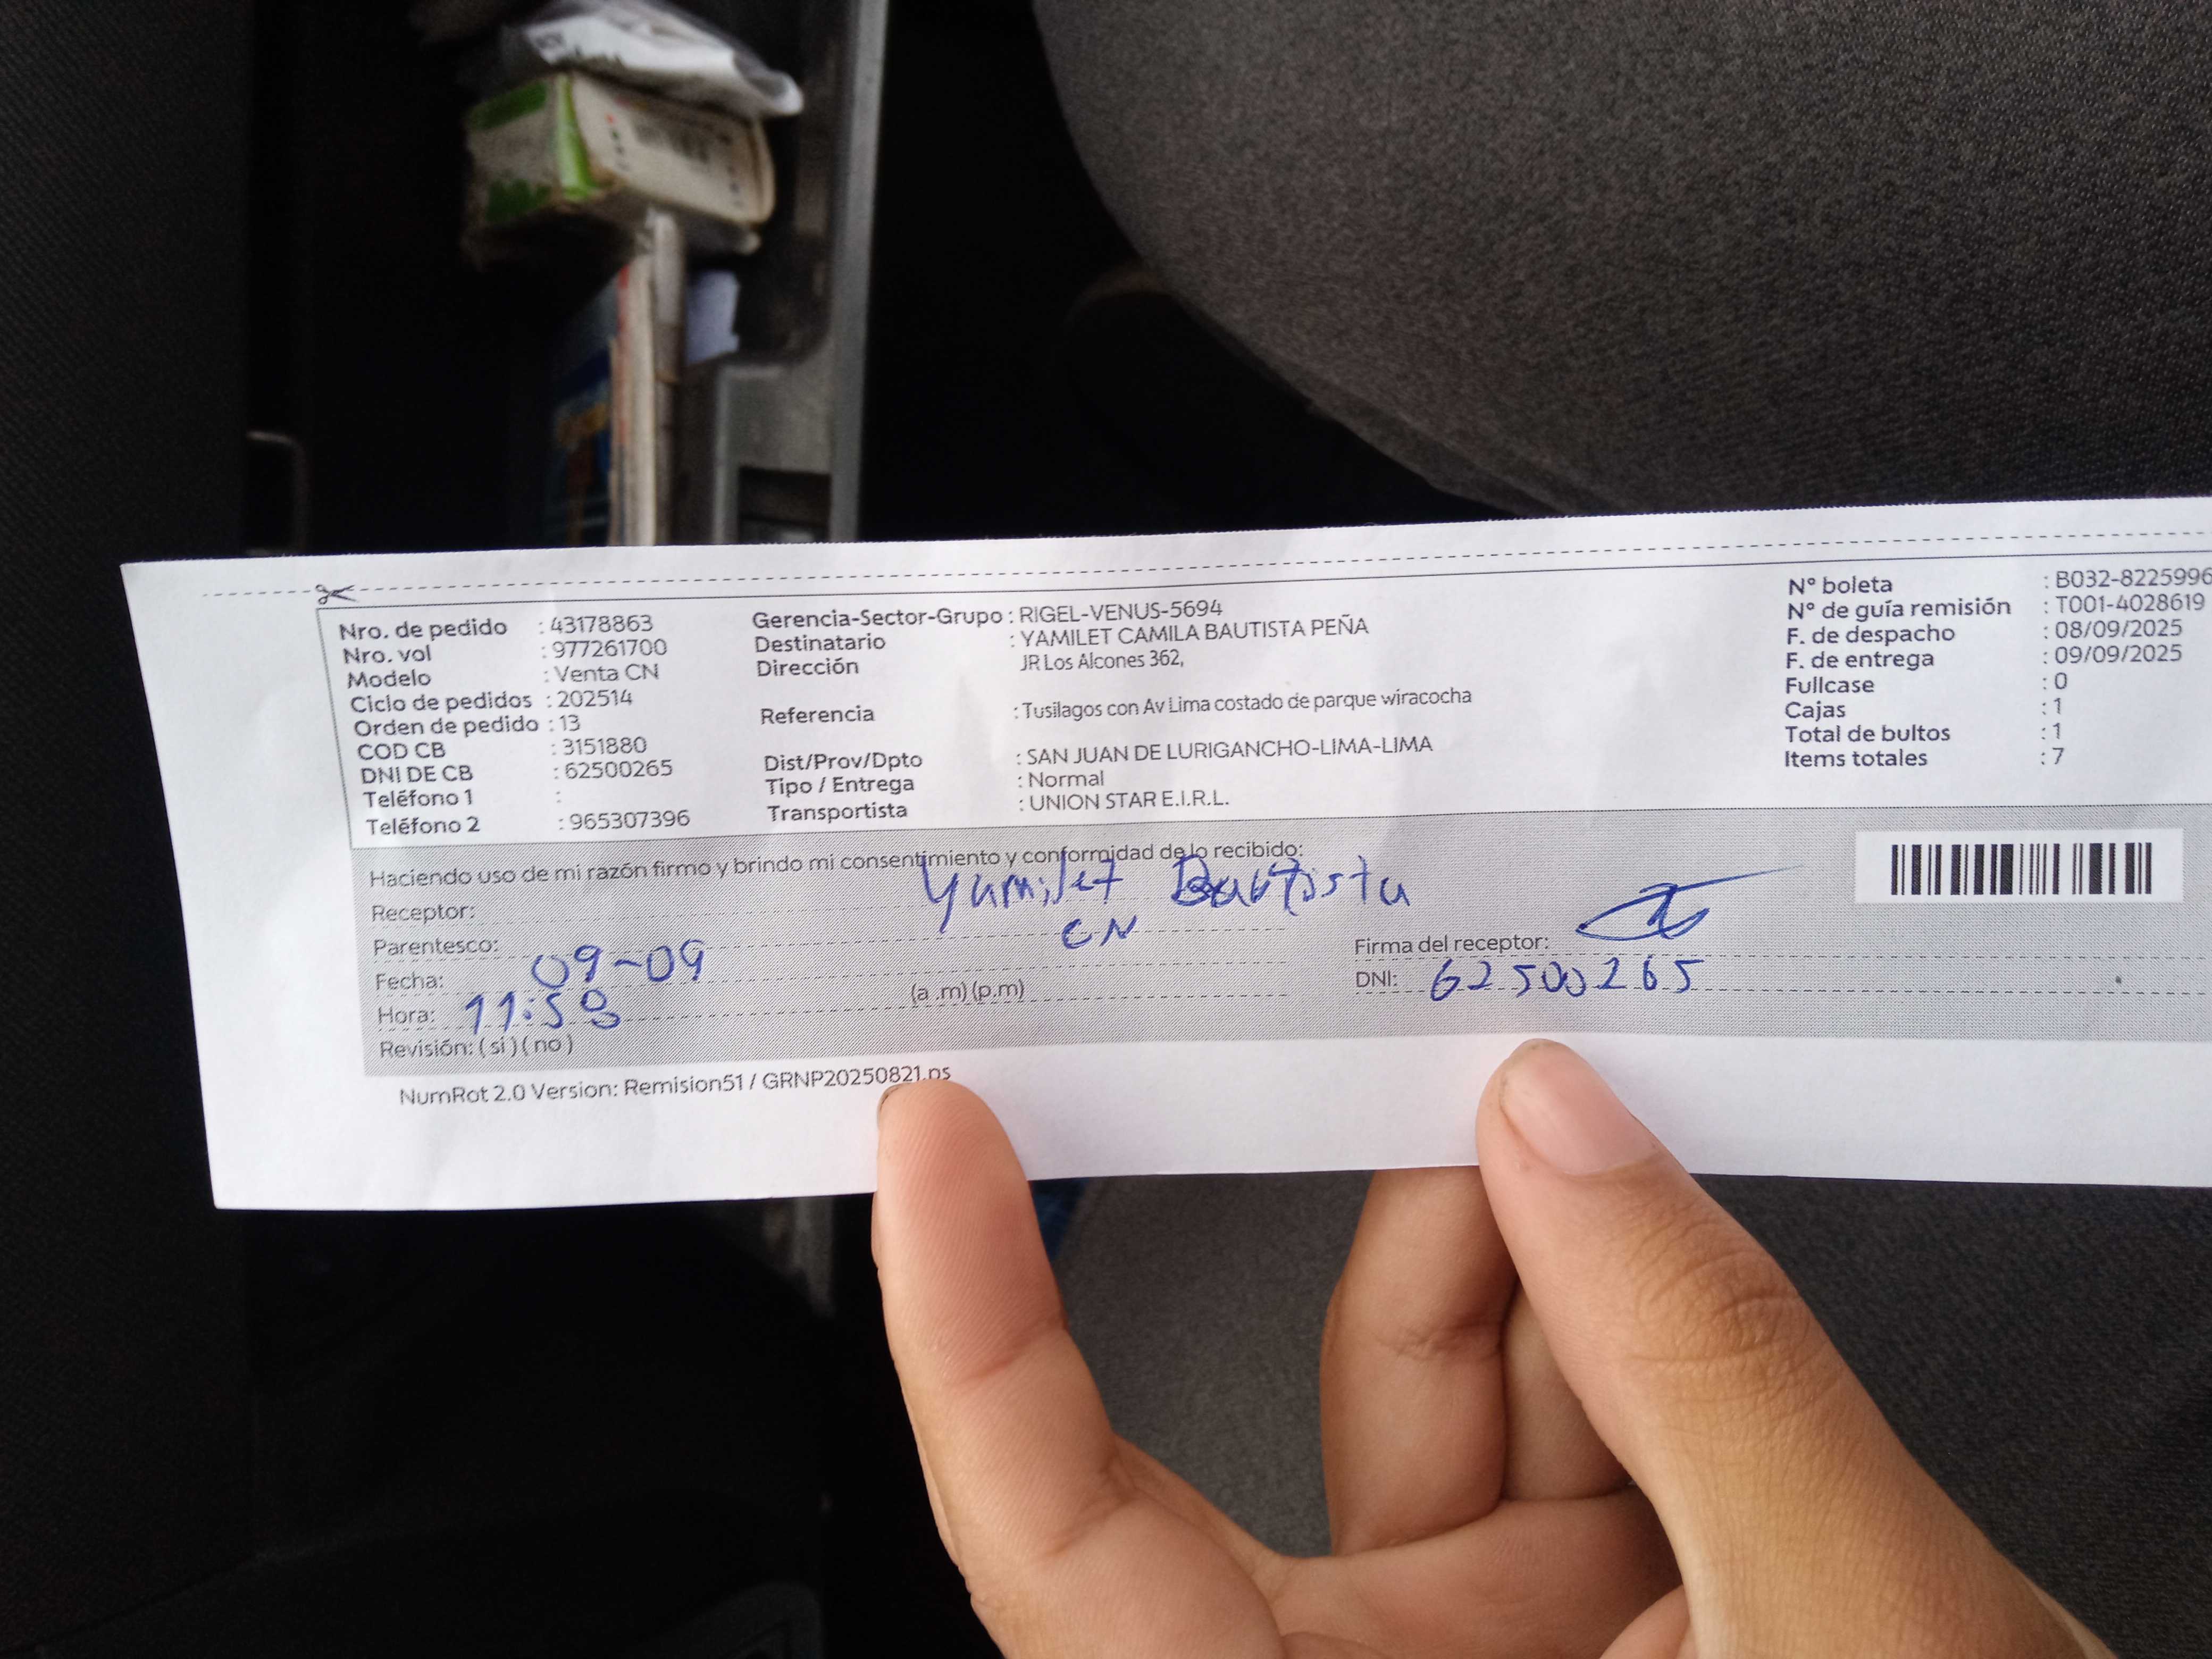 Nro. de pedido : 43178863
Nro. vol : 977261700
Modelo : Venta CN
Ciclo de pedidos : 202514
Orden de pedido : 13
COD CB : 3151880
DNI DE CB : 62500265
Teléfono 1 :
Teléfono 2 : 965307396
Gerencia-Sector-Grupo : RIGEL-VENUS-5694
Destinatario : YAMILET CAMILA BAUTISTA PEÑA
Dirección JR Los Alcones 362,
Referencia : Tusilagos con Av Lima costado de parque wiracocha
Dist/Prov/Dpto : SAN JUAN DE LURIGANCHO-LIMA-LIMA
Tipo / Entrega : Normal
Transportista : UNION STAR E.I.R.L.
N° boleta : B032-8225996
N° de guía remisión : T001-4028619
F. de despacho : 08/09/2025
F. de entrega : 09/09/2025
Fullcase : 0
Cajas : 1
Total de bultos : 1
Items totales : 7
Haciendo uso de mi razón firmo y brindo mi consentimiento y conformidad de lo recibido:
Receptor: Yamilet Bautista
Parentesco: CN
Fecha: 09-09
Hora: 11:58 (a .m) (p.m)
Revisión: ( si ) ( no )
Firma del receptor:
DNI: 62500265
NumRot 2.0 Version: Remision51 / GRNP20250821.ps